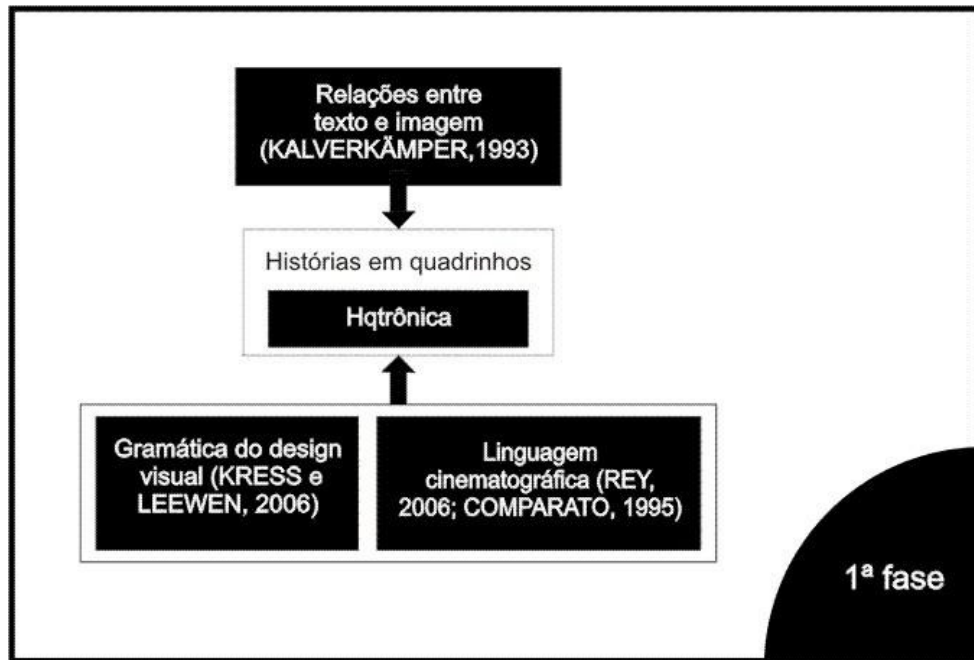 Relações entre
texto e imagem
(KALVERKÄMPER,1993)
Histórias em quadrinhos
Hqtrônica
Gramática do design
visual (KRESS e
LEEWEN, 2006)
Linguagem
cinematográfica (REY,
2006; COMPARATO, 1995)
1ª fase